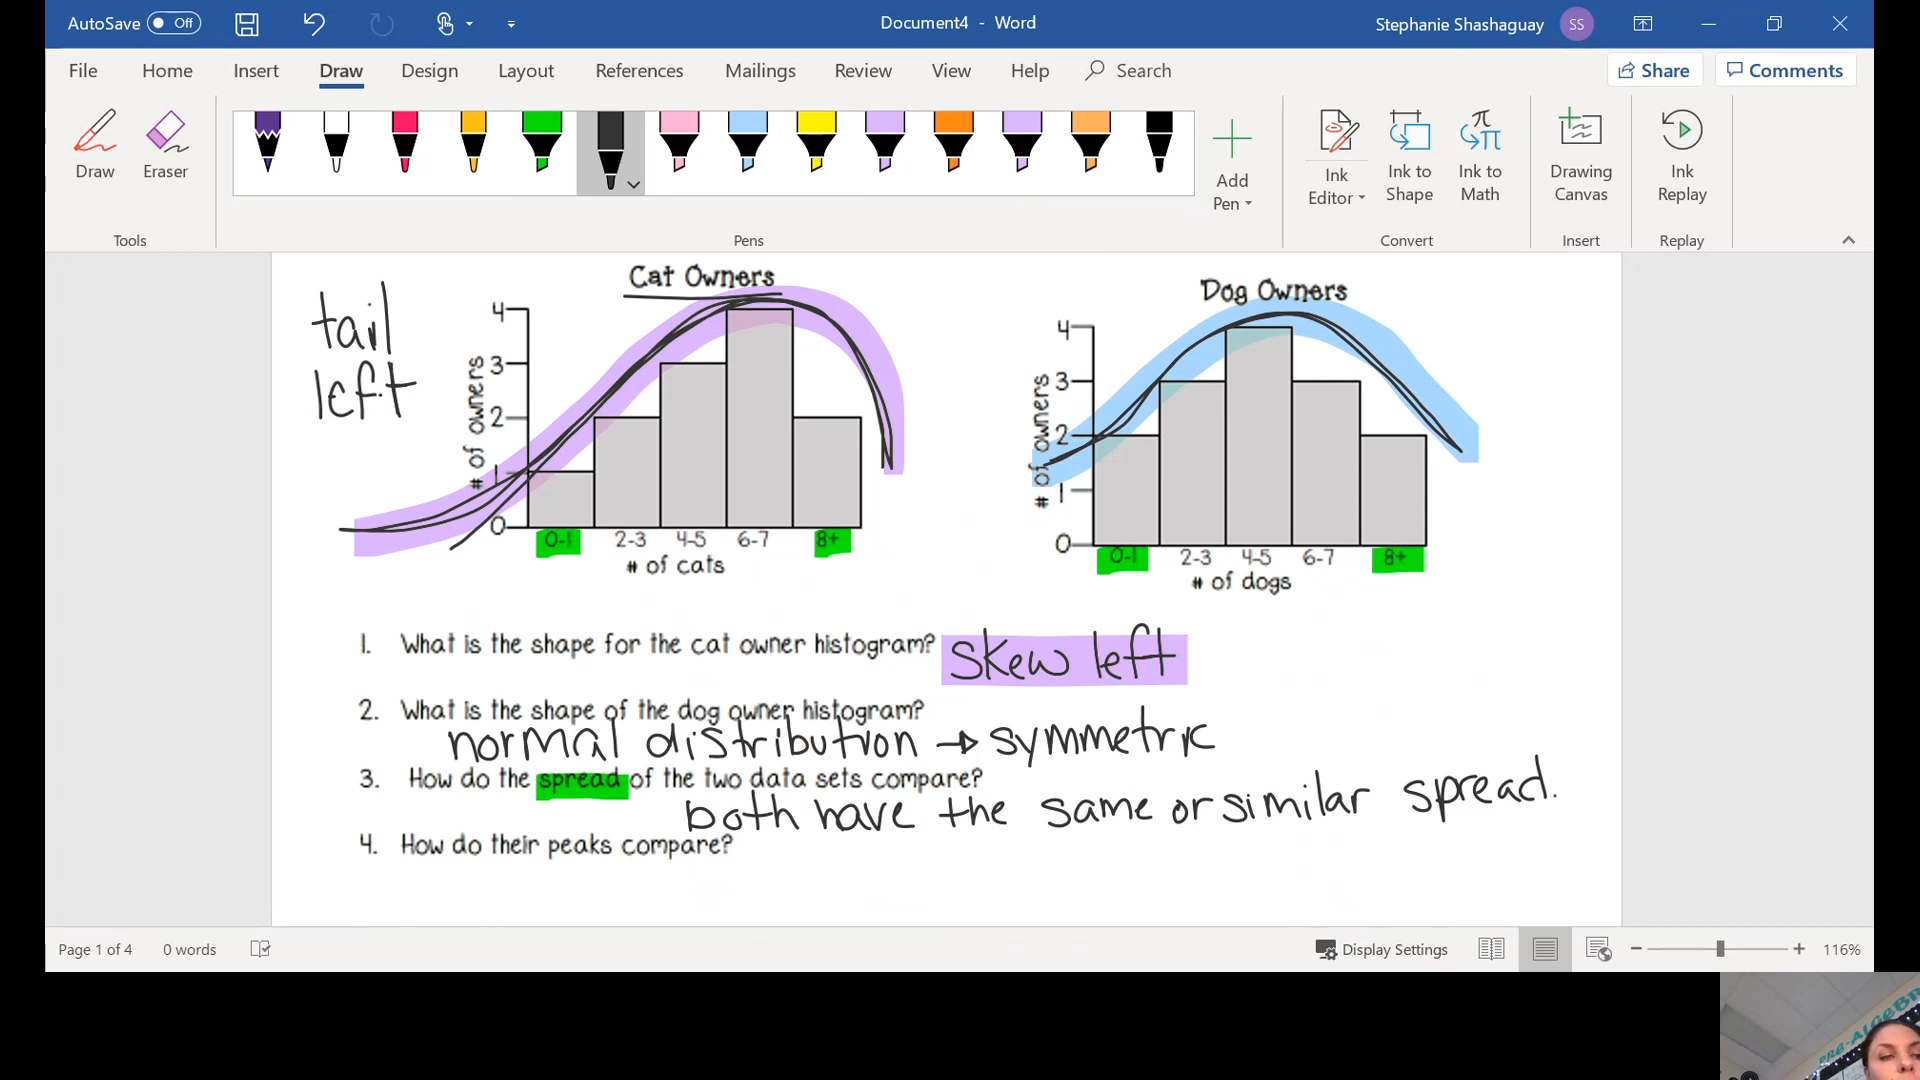 AutoSave Off
Document4 - Word
Stephanie Shashaguay SS
File Home Insert Draw Design Layout References Mailings Review View Help Search
Share Comments
Draw Eraser
Add Pen
Ink Editor
Ink to Shape
Ink to Math
Drawing Canvas
Ink Replay
Tools Pens Convert Insert Replay
tail
left
Cat Owners
# of owners
4
3
2
1
0
0-1 2-3 4-5 6-7 8+
# of cats
Dog Owners
# of owners
4
3
2
1
0
0-1 2-3 4-5 6-7 8+
# of dogs
1. What is the shape for the cat owner histogram? skew left
2. What is the shape of the dog owner histogram?
normal distribution → symmetric
3. How do the spread of the two data sets compare?
both have the same or similar spread.
4. How do their peaks compare?
Page 1 of 4 0 words Display Settings 116%
PRE-ALGEBR